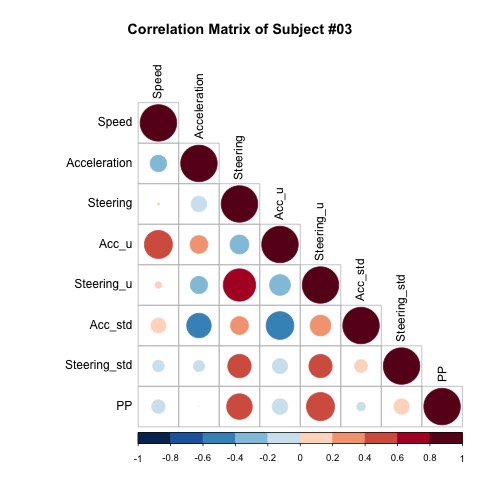 Correlation Matrix of Subject #03
Speed
Acceleration
Steering
Acc_u
Steering_u
Acc_std
Steering_std
PP
Speed
Acceleration
Steering
Acc_u
Steering_u
Acc_std
Steering_std
PP
-1 -0.8 -0.6 -0.4 -0.2 0 0.2 0.4 0.6 0.8 1